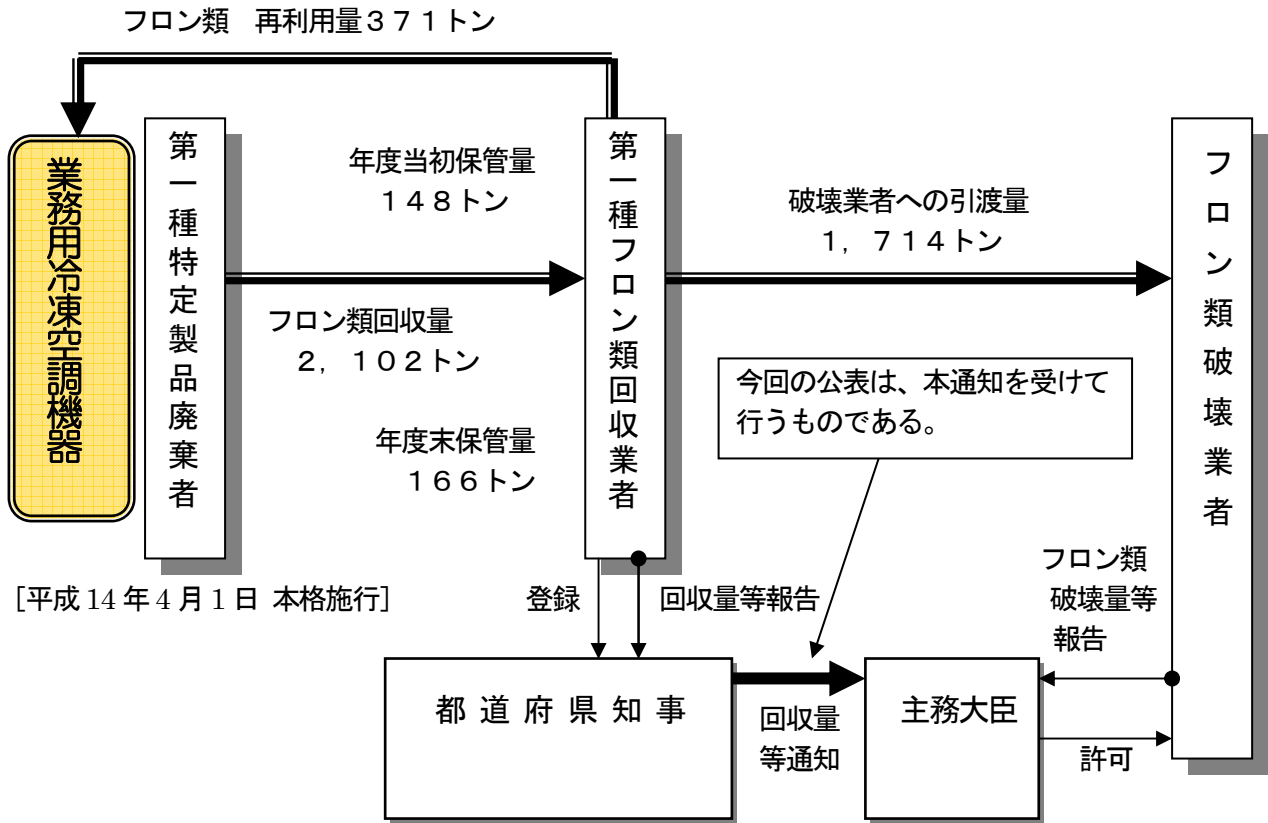 フロン類　再利用量３７１トン
業務用冷凍空調機器
第一種特定製品廃棄者
年度当初保管量
１４８トン
フロン類回収量
２，１０２トン
年度末保管量
１６６トン
第一種フロン類回収業者
破壊業者への引渡量
１，７１４トン
今回の公表は、本通知を受けて
行うものである。
フロン類破壊業者
[平成 14 年 4 月 1 日 本格施行]
登録
回収量等報告
フロン類
破壊量等
報告
都道府県知事
回収量
等通知
主務大臣
許可